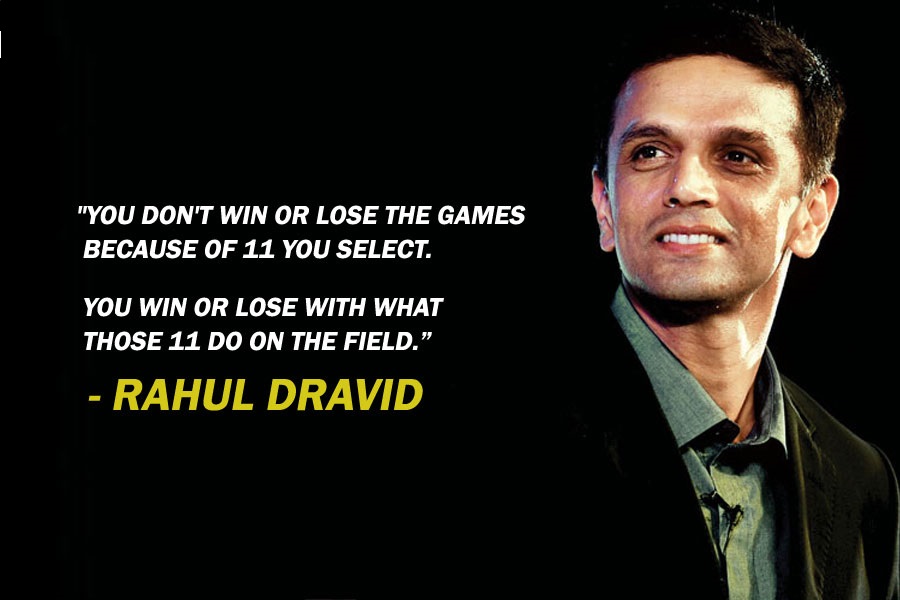 "YOU DON'T WIN OR LOSE THE GAMES
BECAUSE OF 11 YOU SELECT.
YOU WIN OR LOSE WITH WHAT
THOSE 11 DO ON THE FIELD.”
- RAHUL DRAVID